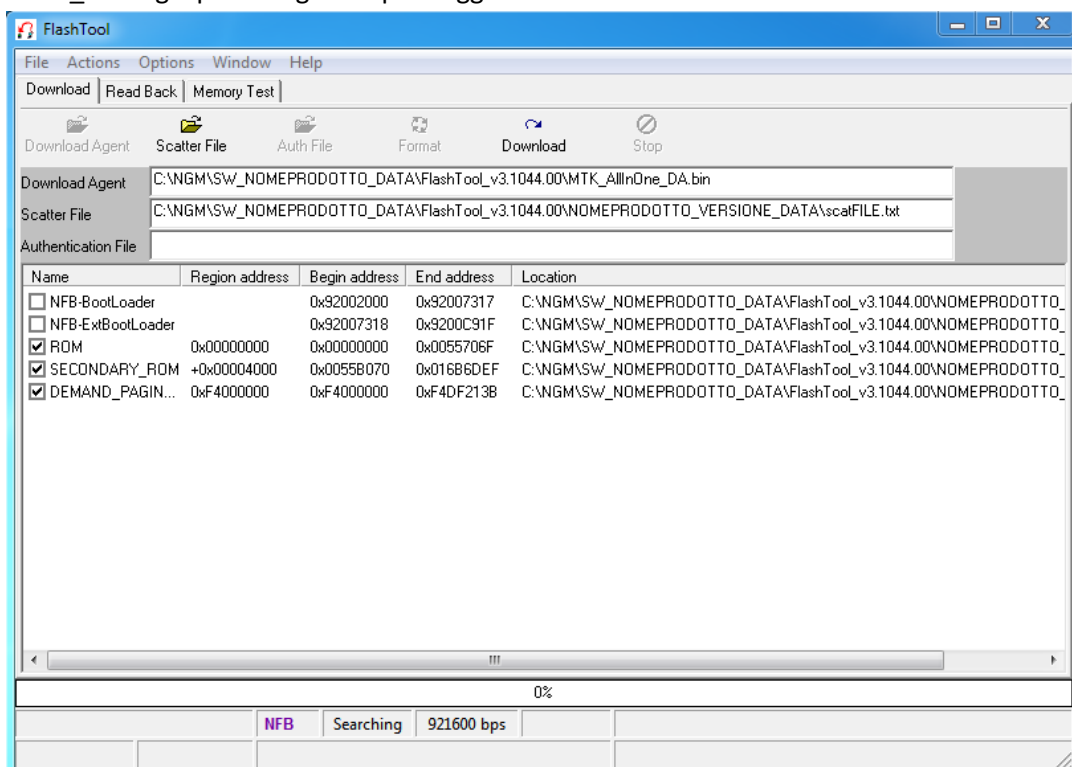 FlashTool
File Actions Options Window Help
Download Read Back Memory Test
Download Agent Scatter File Auth File Format Download Stop
Download Agent C:\NGM\SW_NOMEPRODOTTO_DATA\FlashTool_v3.1044.00\MTK_AllInOne_DA.bin
Scatter File C:\NGM\SW_NOMEPRODOTTO_DATA\FlashTool_v3.1044.00\NOMEPRODOTTO_VERSIONE_DATA\scatFILE.txt
Authentication File
Name Region address Begin address End address Location
NFB-BootLoader 0x92002000 0x92007317 C:\NGM\SW_NOMEPRODOTTO_DATA\FlashTool_v3.1044.00\NOMEPRODOTTO_
NFB-ExtBootLoader 0x92007318 0x9200C91F C:\NGM\SW_NOMEPRODOTTO_DATA\FlashTool_v3.1044.00\NOMEPRODOTTO_
ROM 0x00000000 0x00000000 0x0055706F C:\NGM\SW_NOMEPRODOTTO_DATA\FlashTool_v3.1044.00\NOMEPRODOTTO_
SECONDARY_ROM +0x00004000 0x0055B070 0x016B6DEF C:\NGM\SW_NOMEPRODOTTO_DATA\FlashTool_v3.1044.00\NOMEPRODOTTO_
DEMAND_PAGIN... 0xF4000000 0xF4000000 0xF4DF213B C:\NGM\SW_NOMEPRODOTTO_DATA\FlashTool_v3.1044.00\NOMEPRODOTTO_
0%
NFB Searching 921600 bps